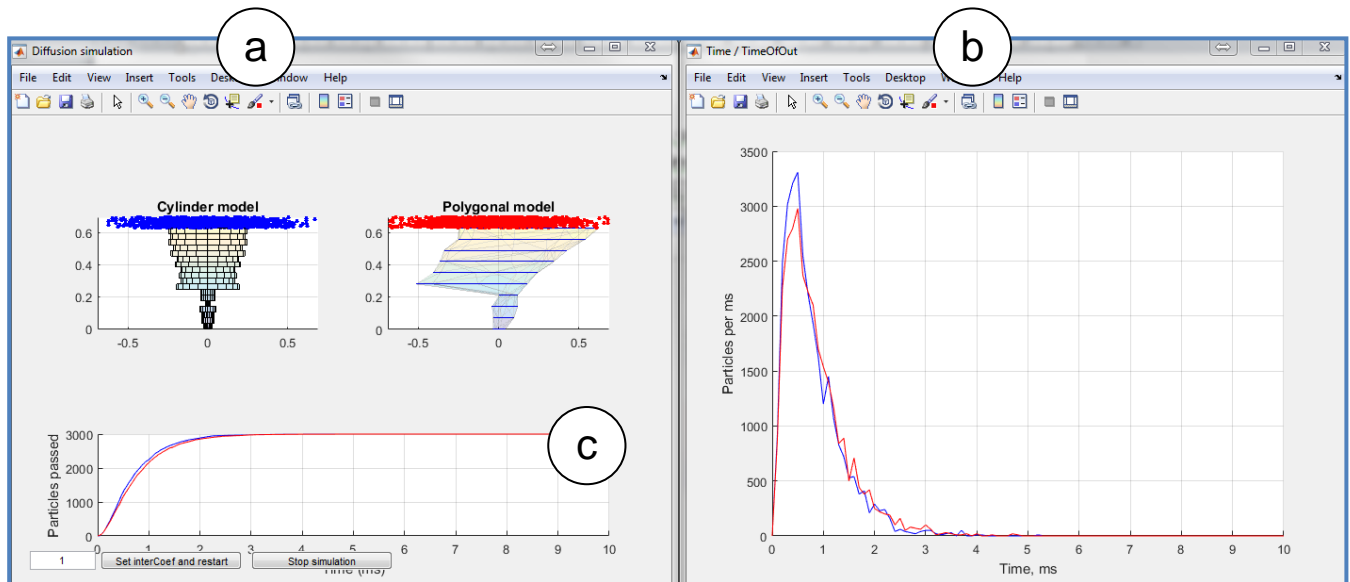 a
b
Diffusion simulation
File Edit View Insert Tools Help
Cylinder model
0.6
0.4
0.2
0
-0.5 0 0.5
Polygonal model
0.6
0.4
0.2
0
-0.5 0 0.5
c
Particles passed
3000
2000
1000
0
0 1 2 3 4 5 6 7 8 9 10
1
Set interCoef and restart
Stop simulation
Time (ms)
Time / TimeOfOut
File Edit View Insert Tools Desktop Help
Particles per ms
3500
3000
2500
2000
1500
1000
500
0
0 1 2 3 4 5 6 7 8 9 10
Time, ms